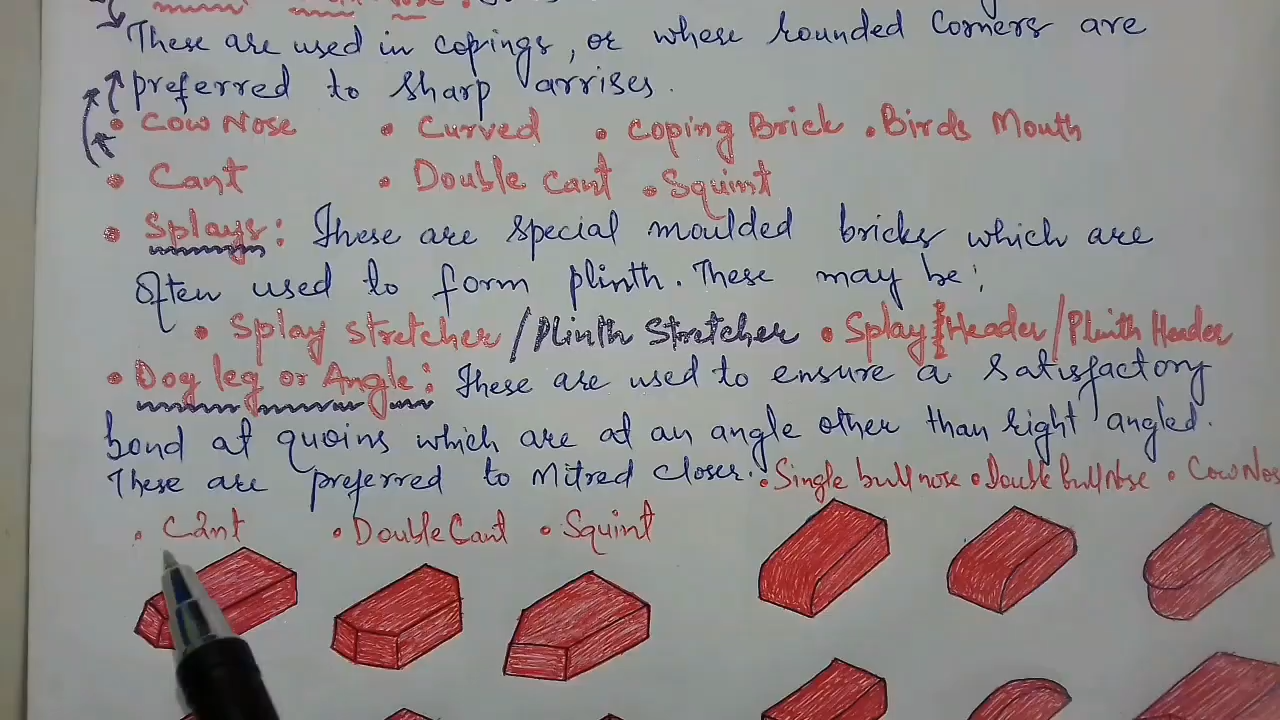 These are used in copings, or where rounded corners are
preferred to sharp arrises.
• Cow Nose • Curved • Coping Brick • Birds Mouth
• Cant • Double Cant • Squint
• Splays: These are special moulded bricks which are
often used to form plinth. These may be;
• Splay Stretcher/Plinth Stretcher • Splay Header/Plinth Header
• Dog leg or Angle: These are used to ensure a satisfactory
bond at quoins which are at an angle other than right angled.
These are preferred to Mitred Closer.
• Single bull nose • Double bull Nose • Cow Nos
• Cant • Double Cant • Squint